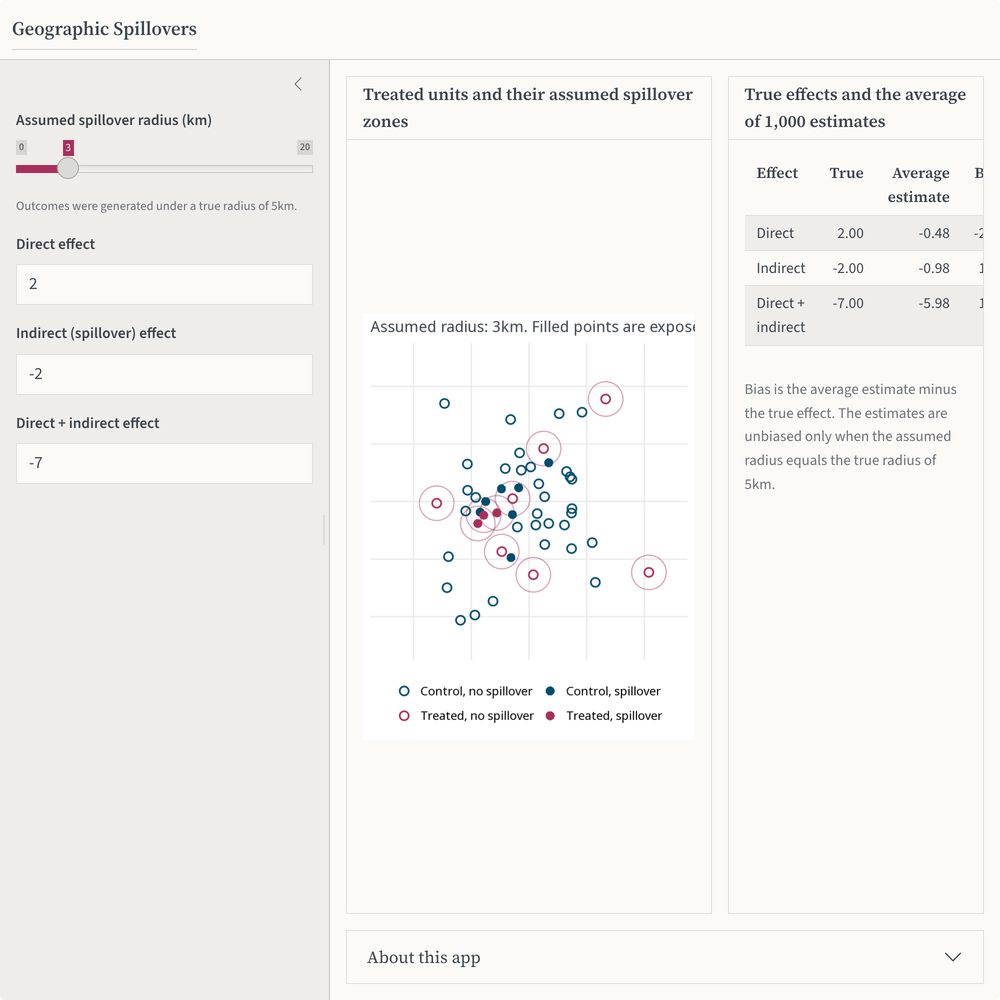 Geographic Spillovers
Assumed spillover radius (km)
0
3
20
Outcomes were generated under a true radius of 5km.
Direct effect
2
Indirect (spillover) effect
-2
Direct + indirect effect
-7
Treated units and their assumed spillover
zones
Assumed radius: 3km. Filled points are expose
Control, no spillover
Control, spillover
Treated, no spillover
Treated, spillover
True effects and the average
of 1,000 estimates
Effect True Average
estimate
Direct 2.00 -0.48
Indirect -2.00 -0.98
Direct + -7.00 -5.98
indirect
Bias is the average estimate minus
the true effect. The estimates are
unbiased only when the assumed
radius equals the true radius of
5km.
About this app